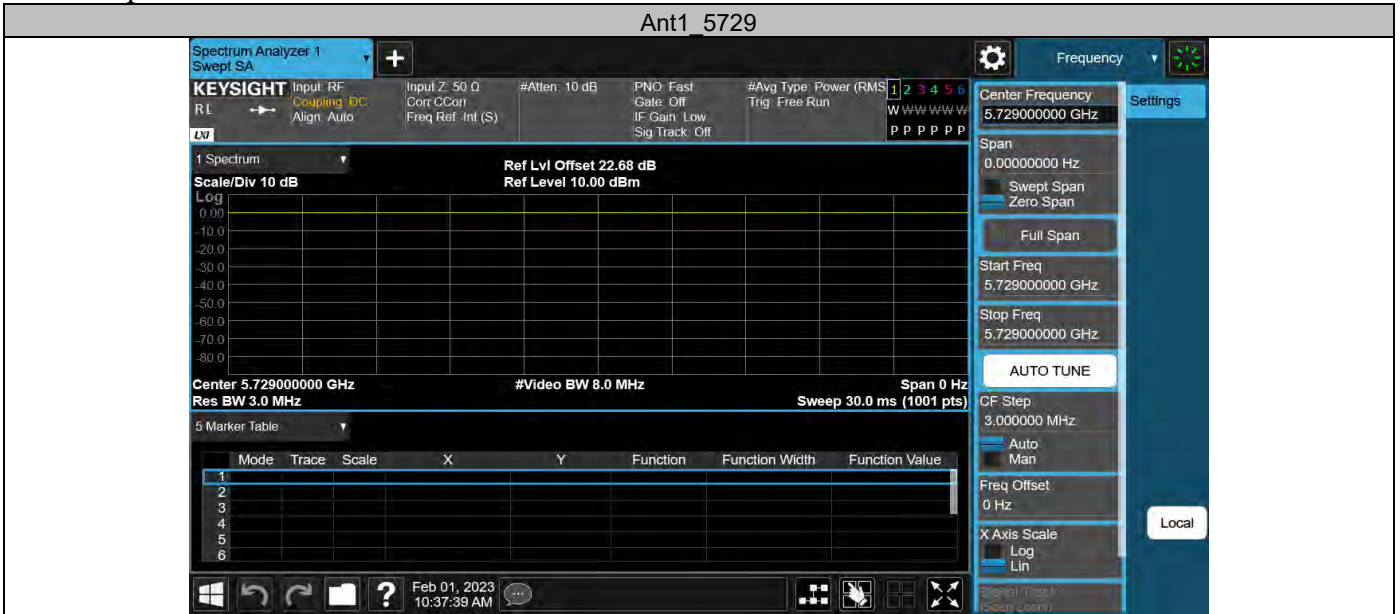 Ant1_5729
Spectrum Analyzer 1
Swept SA
Frequency
KEYSIGHT
RL
LXI
Input: RF
Coupling: DC
Align: Auto
Input Z: 50 Ω
Corr CCorr
Freq Ref: Int (S)
#Atten: 10 dB
PNO: Fast
Gate: Off
IF Gain: Low
Sig Track: Off
#Avg Type: Power (RMS
Trig: Free Run
1 2 3 4 5 6
W W W W W W
P P P P P P
1 Spectrum
Scale/Div 10 dB
Ref Lvl Offset 22.68 dB
Ref Level 10.00 dBm
Log
0.00
-10.0
-20.0
-30.0
-40.0
-50.0
-60.0
-70.0
-80.0
Center 5.729000000 GHz
#Video BW 8.0 MHz
Span 0 Hz
Res BW 3.0 MHz
Sweep 30.0 ms (1001 pts)
5 Marker Table
Mode Trace Scale X Y Function Function Width Function Value
1
2
3
4
5
6
Feb 01, 2023
10:37:39 AM
Center Frequency
5.729000000 GHz
Settings
Span
0.00000000 Hz
Swept Span
Zero Span
Full Span
Start Freq
5.729000000 GHz
Stop Freq
5.729000000 GHz
AUTO TUNE
CF Step
3.000000 MHz
Auto
Man
Freq Offset
0 Hz
X Axis Scale
Log
Lin
Local
Signal Track
(Span Zoom)